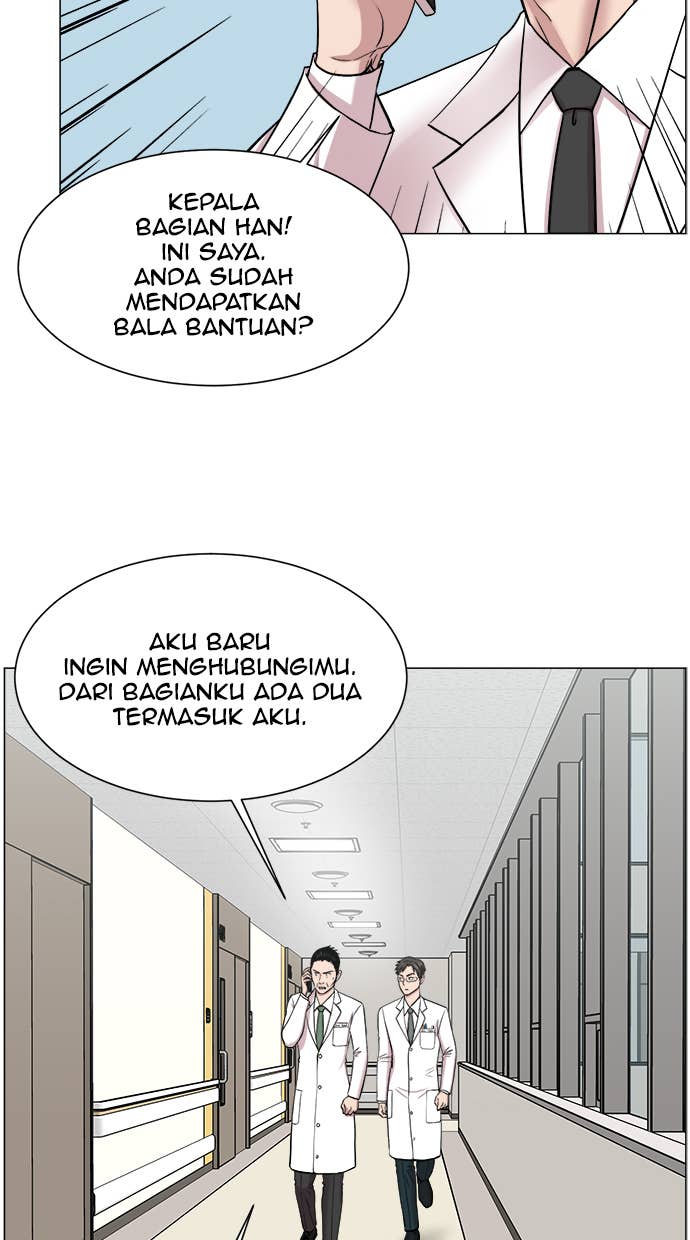 KEPALA
BAGIAN HAN!
INI SAYA.
ANDA SUDAH
MENDAPATKAN
BALA BANTUAN?
AKU BARU
INGIN MENGHUBUNGIMU.
DARI BAGIANKU ADA DUA
TERMASUK AKU.